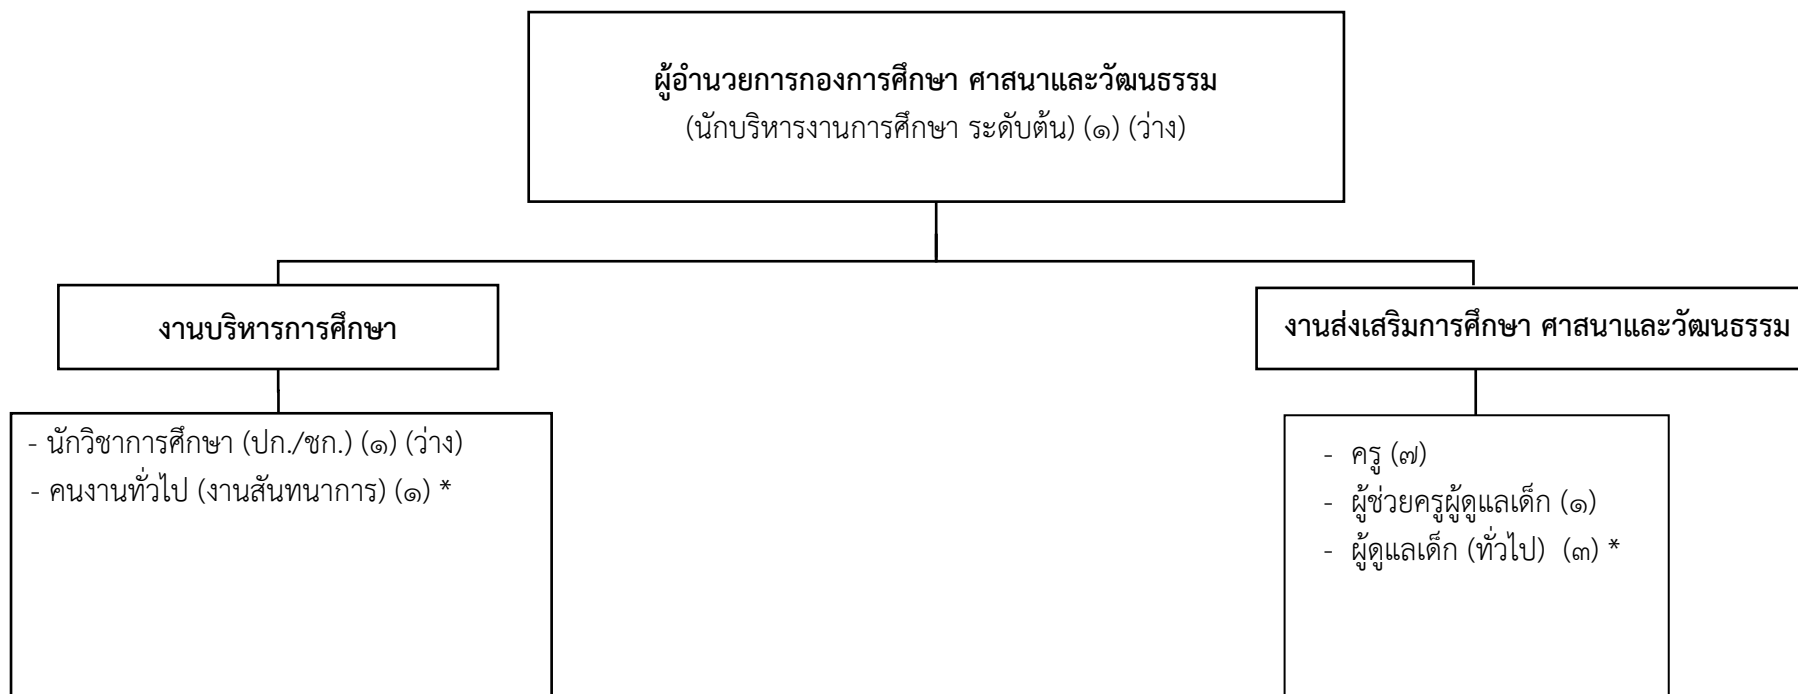 ผู้อำนวยการกองการศึกษา ศาสนาและวัฒนธรรม
(นักบริหารงานการศึกษา ระดับต้น) (๑) (ว่าง)
งานบริหารการศึกษา
- นักวิชาการศึกษา (ปก./ชก.) (๑) (ว่าง)
- คนงานทั่วไป (งานสันทนาการ) (๑) *
งานส่งเสริมการศึกษา ศาสนาและวัฒนธรรม
- ครู (๗)
- ผู้ช่วยครูผู้ดูแลเด็ก (๑)
- ผู้ดูแลเด็ก (ทั่วไป) (๓) *